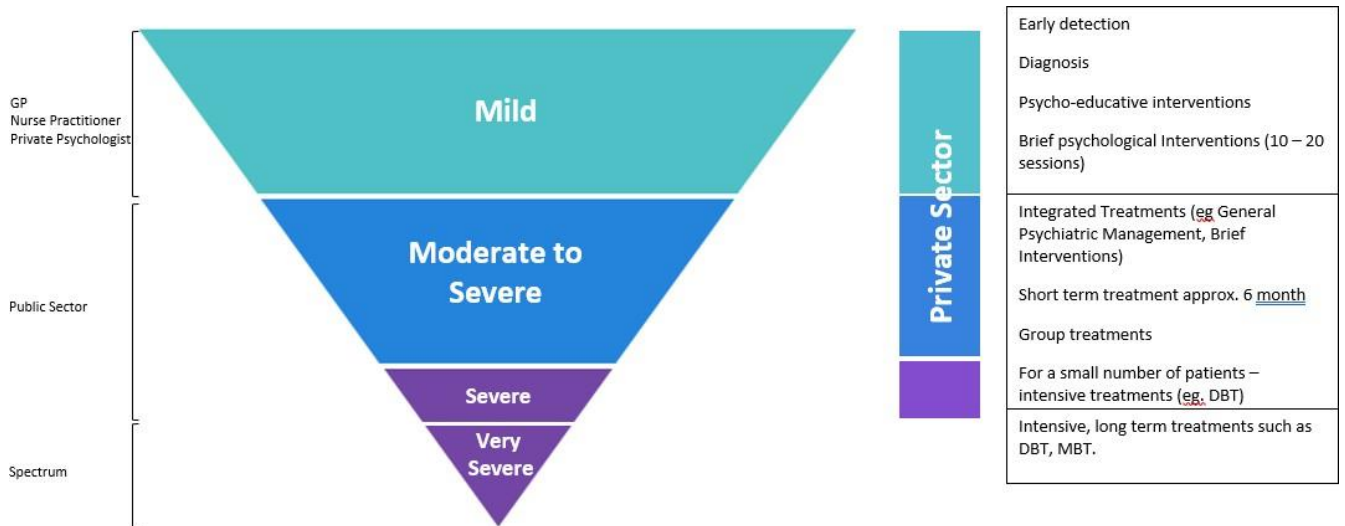 GP
Nurse Practitioner
Private Psychologist
Public Sector
Spectrum
Mild
Moderate to
Severe
Severe
Very
Severe
Private Sector
Early detection
Diagnosis
Psycho-educative interventions
Brief psychological Interventions (10 – 20
sessions)
Integrated Treatments (eg General
Psychiatric Management, Brief
Interventions)
Short term treatment approx. 6 month
Group treatments
For a small number of patients –
intensive treatments (eg. DBT)
Intensive, long term treatments such as
DBT, MBT.